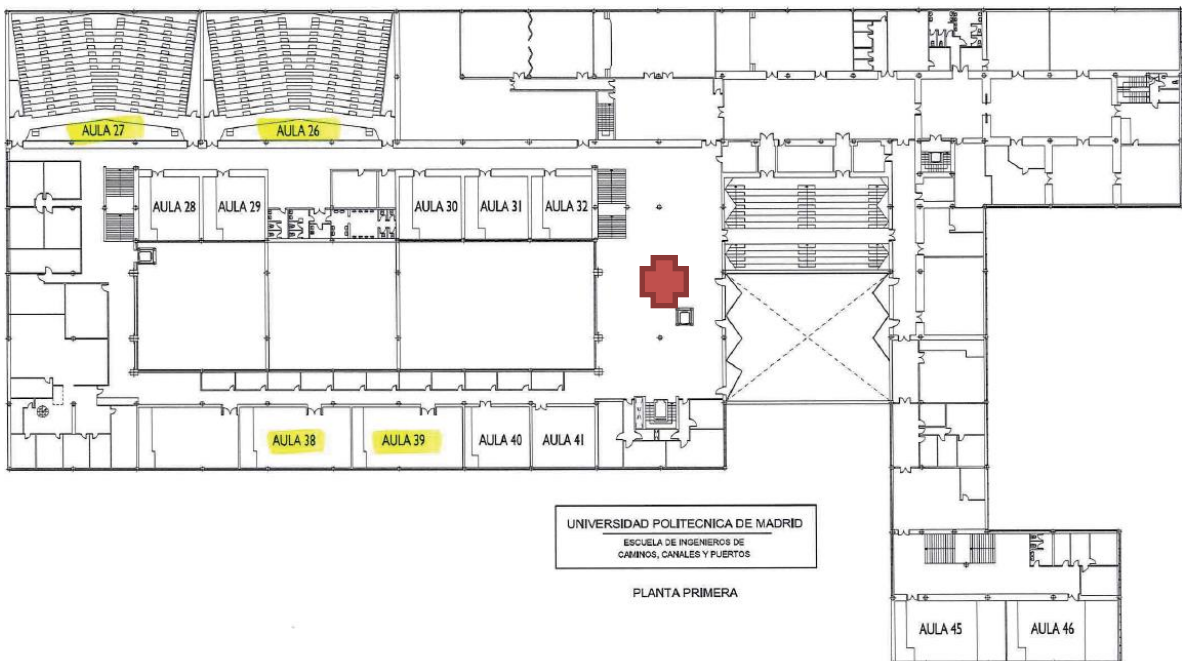 AULA 27
AULA 26
AULA 28
AULA 29
AULA 30
AULA 31
AULA 32
AULA 38
AULA 39
AULA 40
AULA 41
UNIVERSIDAD POLITECNICA DE MADRID
ESCUELA DE INGENIEROS DE
CAMINOS, CANALES Y PUERTOS
PLANTA PRIMERA
AULA 45
AULA 46